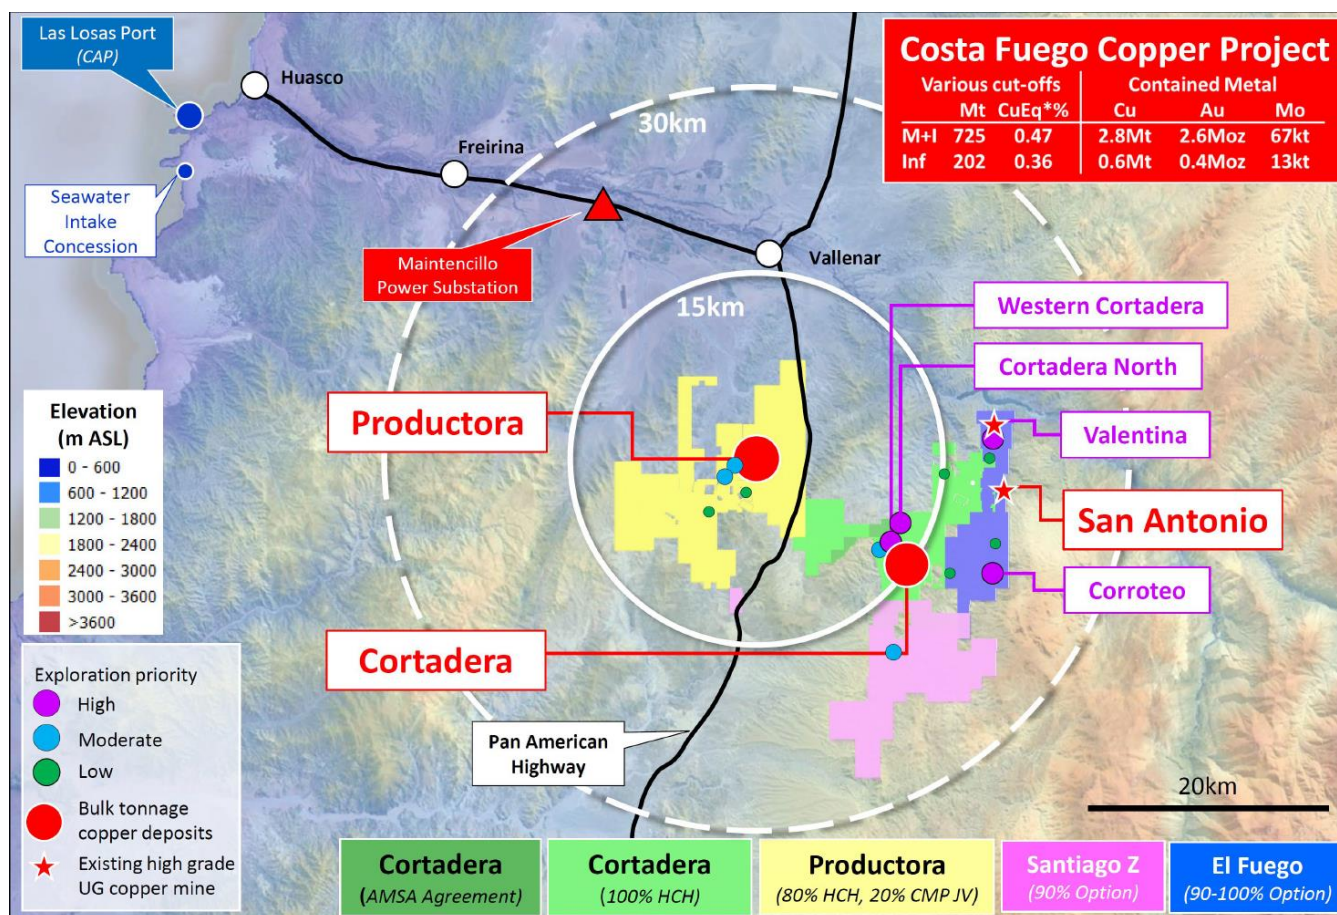 Las Losas Port
(CAP)
Huasco
Costa Fuego Copper Project
Various cut-offs Contained Metal
Mt CuEq*% Cu Au Mo
M+I 725 0.47 2.8Mt 2.6Moz 67kt
Inf 202 0.36 0.6Mt 0.4Moz 13kt
30km
Freirina
Seawater
Intake
Concession
Maintencillo
Power Substation
Vallenar
15km
Western Cortadera
Cortadera North
Productora
Valentina
San Antonio
Corroteo
Cortadera
Elevation
(m ASL)
0 - 600
600 - 1200
1200 - 1800
1800 - 2400
2400 - 3000
3000 - 3600
>3600
Exploration priority
High
Moderate
Low
Bulk tonnage
copper deposits
Existing high grade
UG copper mine
Pan American
Highway
20km
Cortadera
(AMSA Agreement)
Cortadera
(100% HCH)
Productora
(80% HCH, 20% CMP JV)
Santiago Z
(90% Option)
El Fuego
(90-100% Option)